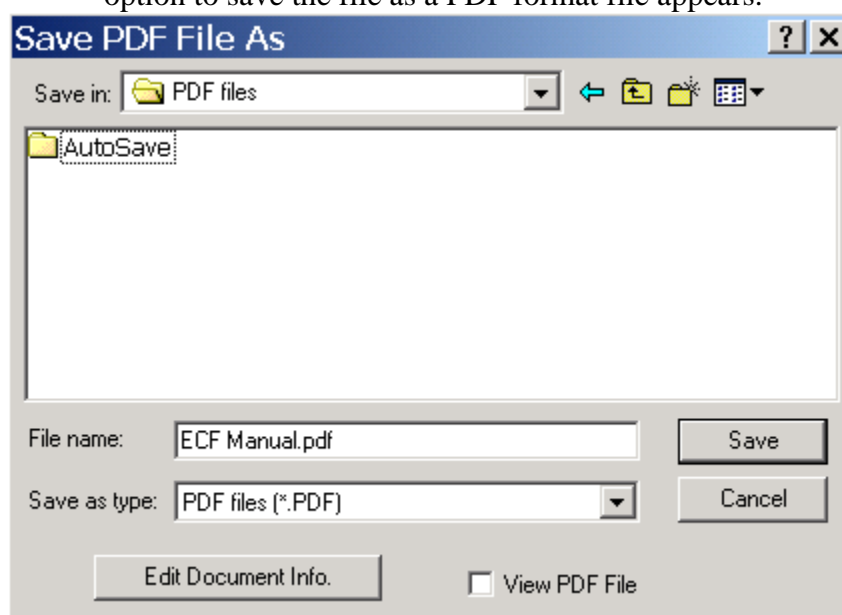 option to save the file as a PDF format file appears.
Save PDF File As
Save in: PDF files
AutoSave
File name: ECF Manual.pdf Save
Save as type: PDF files (*.PDF) Cancel
Edit Document Info. View PDF File